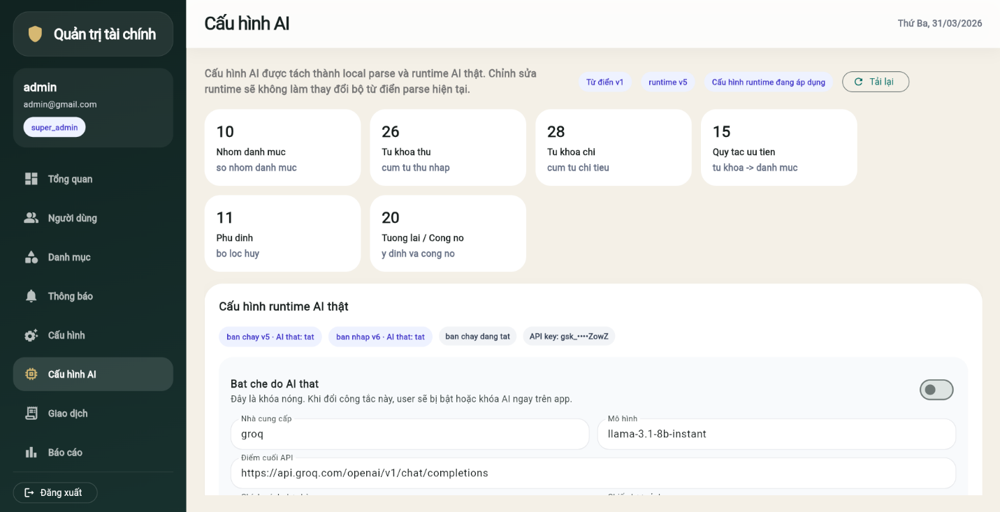 Quản trị tài chính
admin
admin@gmail.com
super_admin
Tổng quan
Người dùng
Danh mục
Thông báo
Cấu hình
Cấu hình AI
Giao dịch
Báo cáo
Đăng xuất
Cấu hình AI
Thứ Ba, 31/03/2026
Cấu hình AI được tách thành local parse và runtime AI thật. Chỉnh sửa
runtime sẽ không làm thay đổi bộ từ điển parse hiện tại.
Từ điển v1
runtime v5
Cấu hình runtime đang áp dụng
Tải lại
10
Nhom danh muc
so nhom danh muc
26
Tu khoa thu
cum tu thu nhap
28
Tu khoa chi
cum tu chi tieu
15
Quy tac uu tien
tu khoa -> danh muc
11
Phu dinh
bo loc huy
20
Tuong lai / Cong no
y dinh va cong no
Cấu hình runtime AI thật
ban chay v5 · AI that: tat
ban nhap v6 · AI that: tat
ban chay dang tat
API key: gsk_••••ZowZ
Bat che do AI that
Đây là khóa nóng. Khi đổi công tắc này, user sẽ bị bật hoặc khóa AI ngay trên app.
Nhà cung cấp
groq
Mô hình
llama-3.1-8b-instant
Điểm cuối API
https://api.groq.com/openai/v1/chat/completions